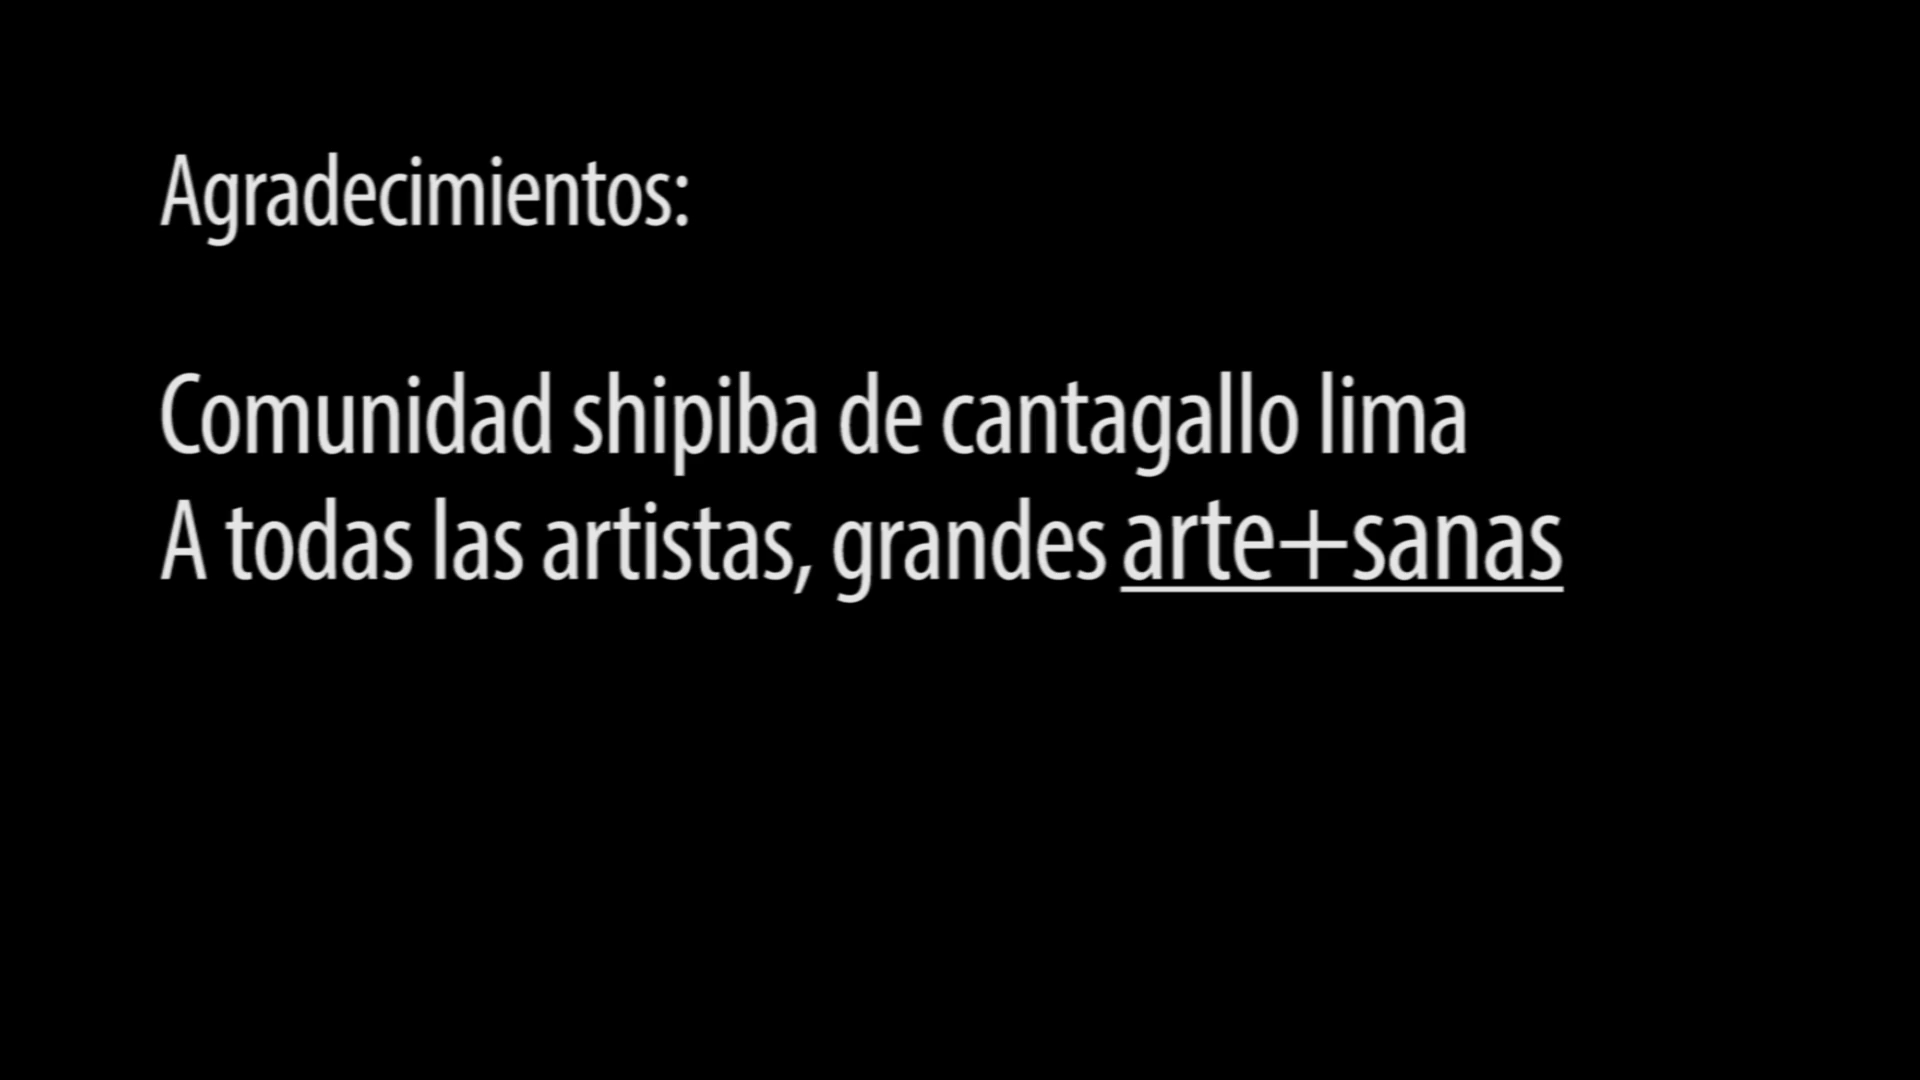 Agradecimientos:
Comunidad shipiba de cantagallo lima
A todas las artistas, grandes arte+sanas